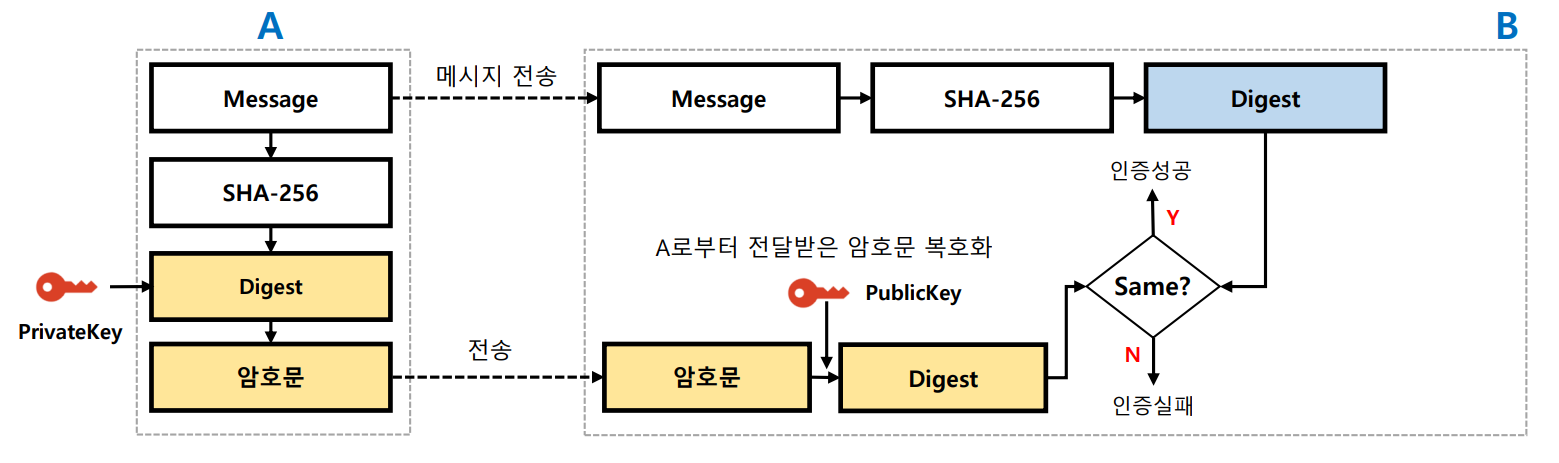 A
B
Message
메시지 전송
Message
SHA-256
Digest
SHA-256
인증성공
Y
A로부터 전달받은 암호문 복호화
Digest
PublicKey
Same?
PrivateKey
전송
N
암호문
암호문
Digest
인증실패